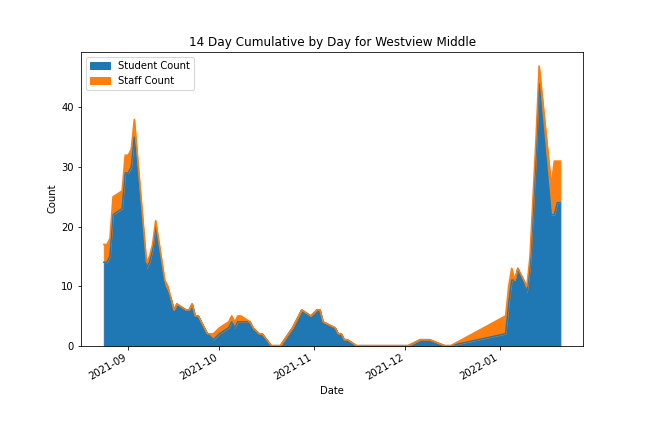 14 Day Cumulative by Day for Westview Middle
Student Count
Staff Count
40
30
20
10
0
Count
2021-09
2021-10
2021-11
2021-12
2022-01
Date